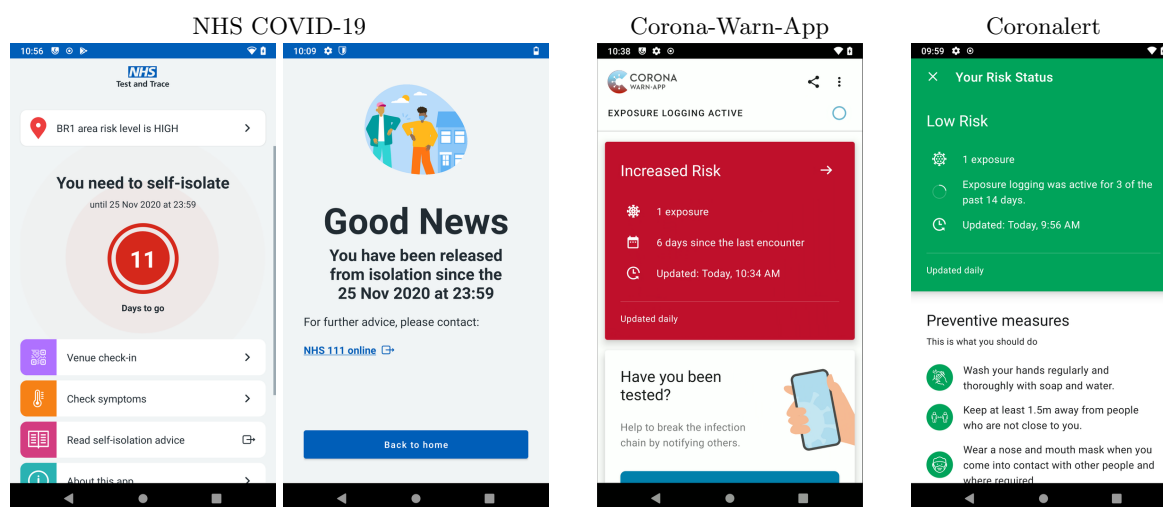 NHS COVID-19
Corona-Warn-App
Coronalert
10:56
NHS
Test and Trace
BR1 area risk level is HIGH
You need to self-isolate
until 25 Nov 2020 at 23:59
11
Days to go
Venue check-in
Check symptoms
Read self-isolation advice
About this app
10:09
Good News
You have been released
from isolation since the
25 Nov 2020 at 23:59
For further advice, please contact:
NHS 111 online
Back to home
10:38
CORONA
WARN-APP
EXPOSURE LOGGING ACTIVE
Increased Risk
1 exposure
6 days since the last encounter
Updated: Today, 10:34 AM
Updated daily
Have you been
tested?
Help to break the infection
chain by notifying others.
09:59
Your Risk Status
Low Risk
1 exposure
Exposure logging was active for 3 of the
past 14 days.
Updated: Today, 9:56 AM
Updated daily
Preventive measures
This is what you should do
Wash your hands regularly and
thoroughly with soap and water.
Keep at least 1.5m away from people
who are not close to you.
Wear a nose and mouth mask when you
come into contact with other people and
where required